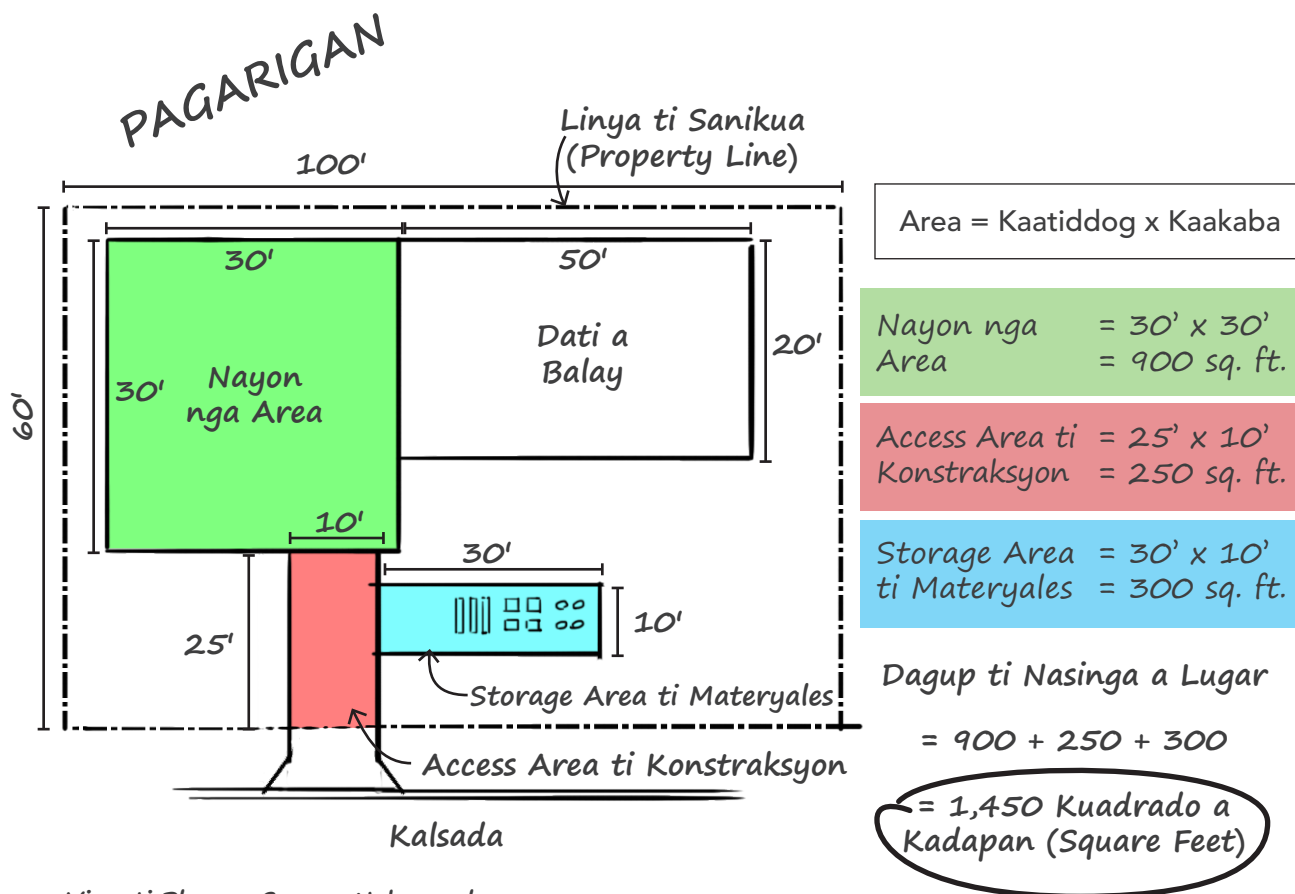 PAGARIGAN
Linya ti Sanikua
(Property Line)
100'
30'
50'
60'
30'
Nayon
nga Area
Dati a
Balay
20'
10'
30'
25'
10'
Storage Area ti Materyales
Access Area ti Konstraksyon
Kalsada
Area = Kaatiddog x Kaakaba
Nayon nga = 30' x 30'
Area = 900 sq. ft.
Access Area ti = 25' x 10'
Konstraksyon = 250 sq. ft.
Storage Area = 30' x 10'
ti Materyales = 300 sq. ft.
Dagup ti Nasinga a Lugar
= 900 + 250 + 300
= 1,450 Kuadrado a
Kadapan (Square Feet)